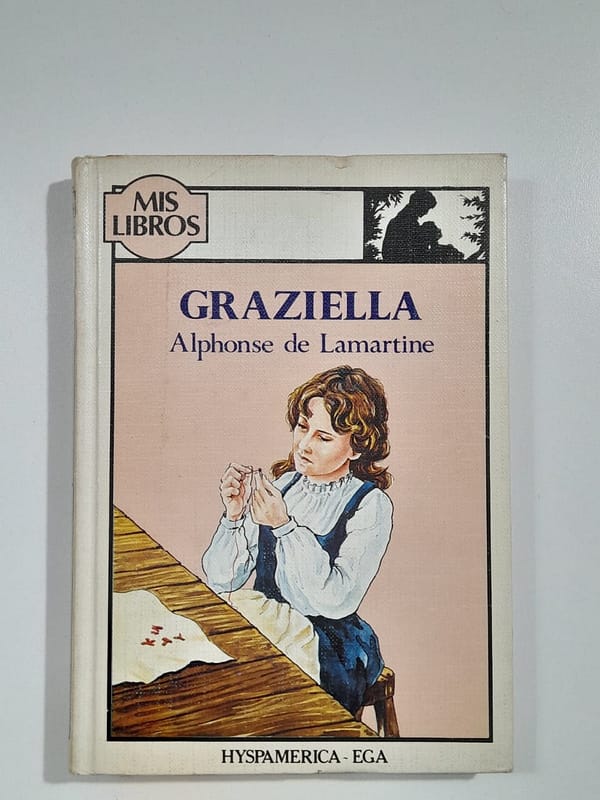 MIS
LIBROS
GRAZIELLA
Alphonse de Lamartine
HYSPAMERICA - EGA